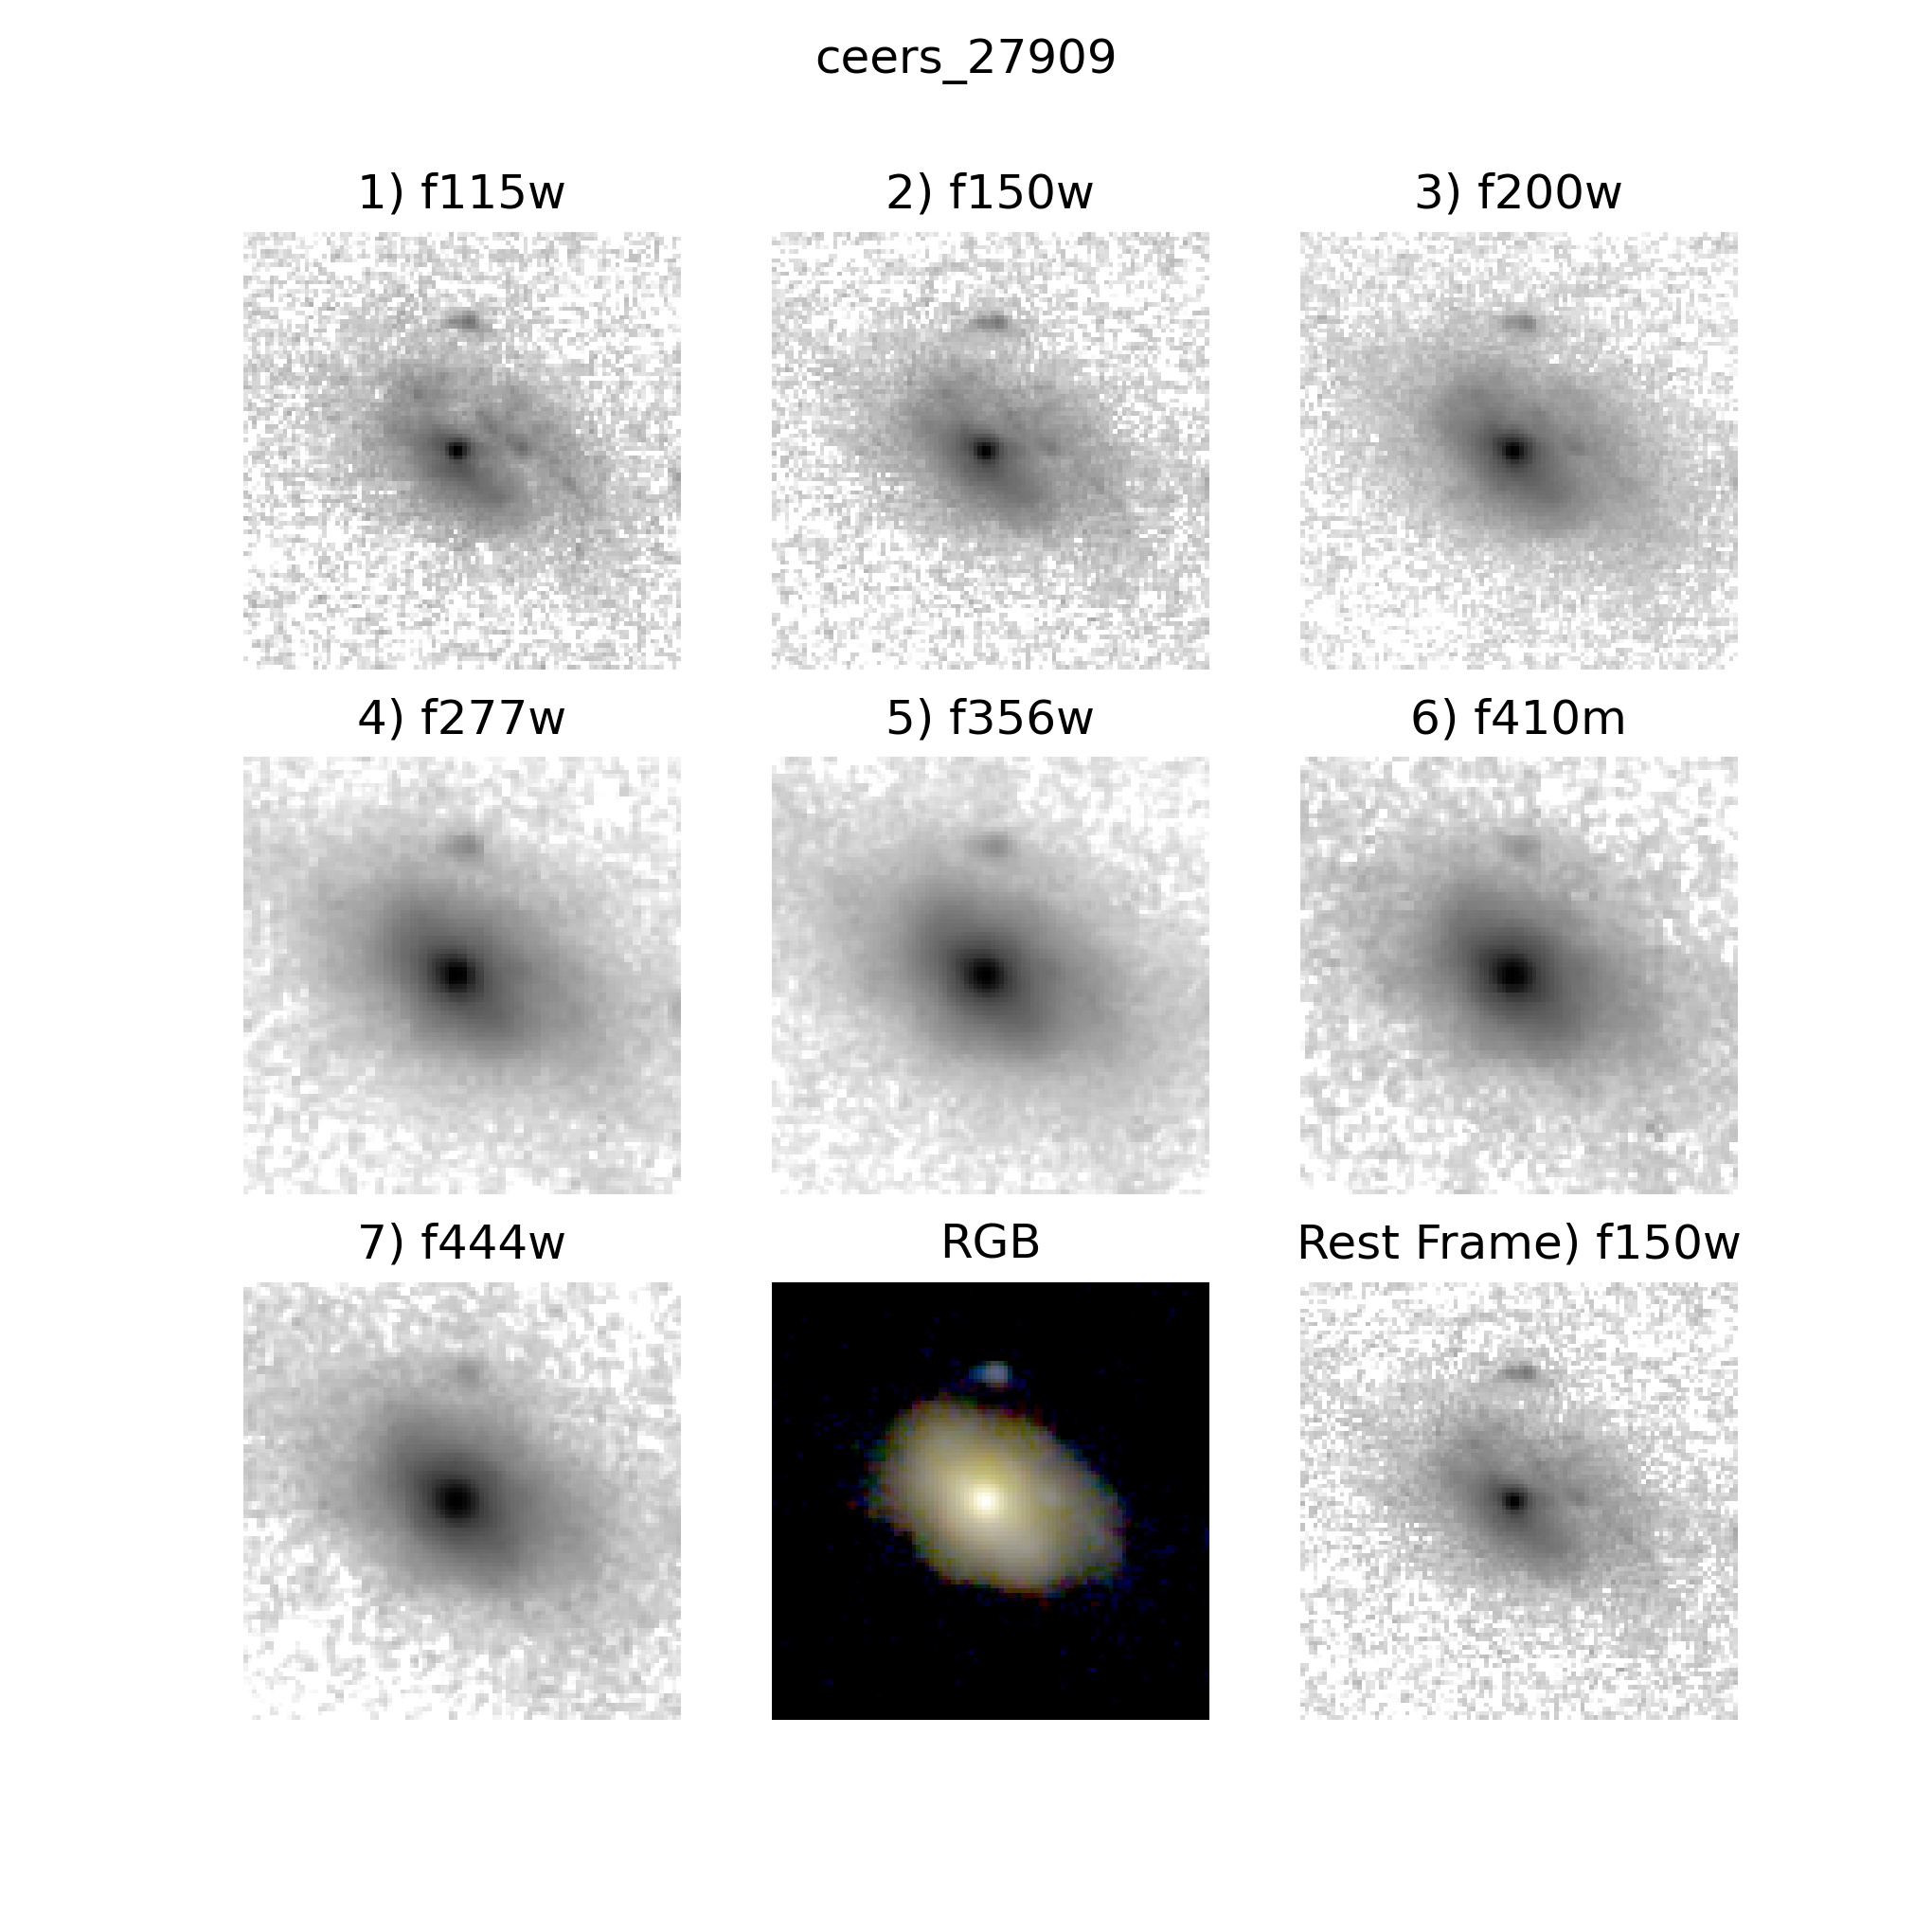 ceers_27909
1) f115w
2) f150w
3) f200w
4) f277w
5) f356w
6) f410m
7) f444w
RGB
Rest Frame) f150w